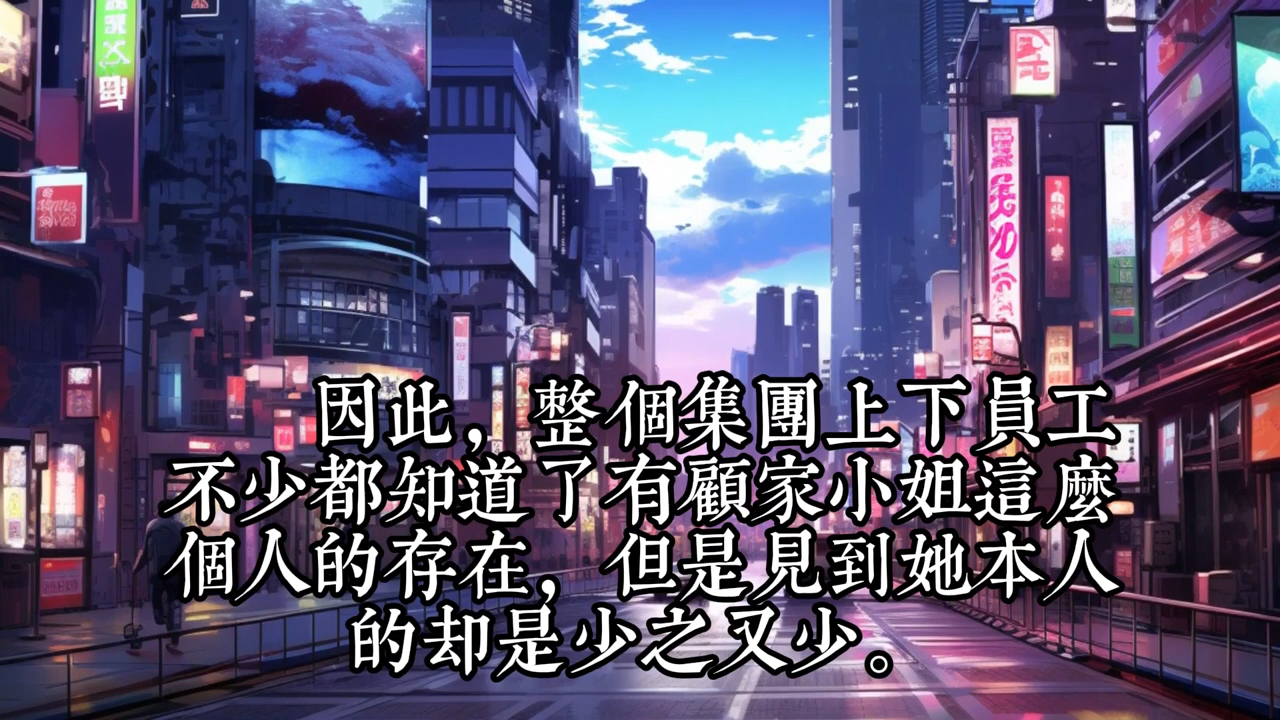 因此，整個集團上下員工
不少都知道了有顧家小姐這麼
個人的存在，但是見到她本人
的却是少之又少。